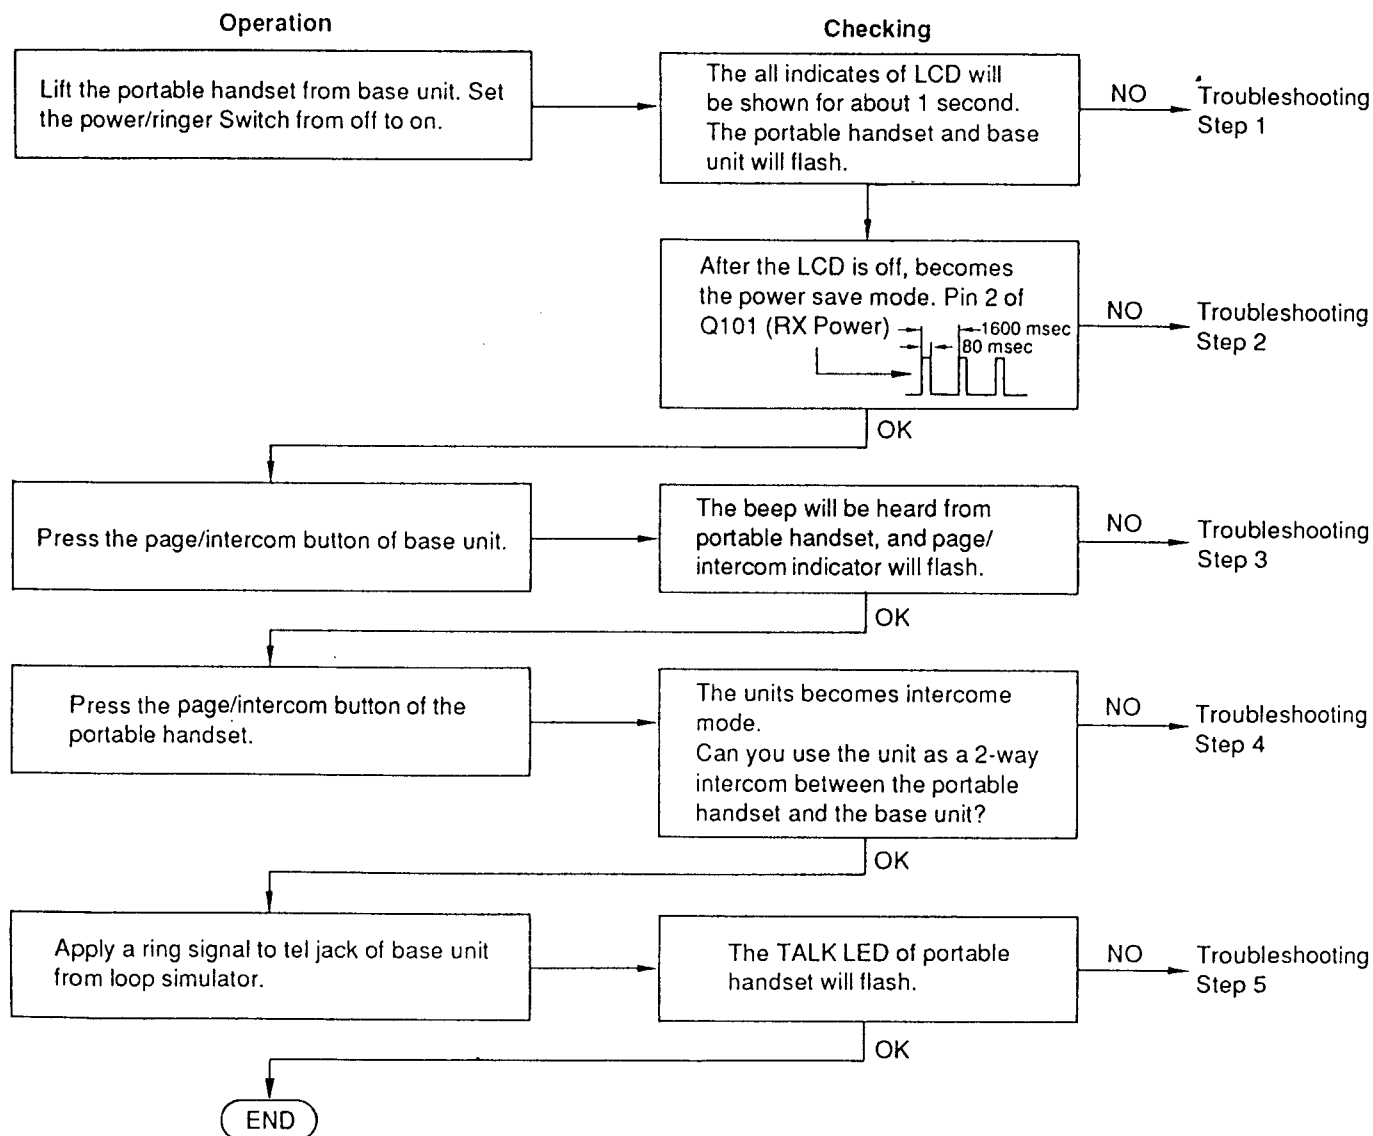 Operation
Checking
Lift the portable handset from base unit. Set
the power/ringer Switch from off to on.
The all indicates of LCD will
be shown for about 1 second.
The portable handset and base
unit will flash.
NO
Troubleshooting
Step 1
After the LCD is off, becomes
the power save mode. Pin 2 of
Q101 (RX Power)
1600 msec
80 msec
NO
Troubleshooting
Step 2
OK
Press the page/intercom button of base unit.
The beep will be heard from
portable handset, and page/
intercom indicator will flash.
NO
Troubleshooting
Step 3
OK
Press the page/intercom button of the
portable handset.
The units becomes intercome
mode.
Can you use the unit as a 2-way
intercom between the portable
handset and the base unit?
NO
Troubleshooting
Step 4
OK
Apply a ring signal to tel jack of base unit
from loop simulator.
The TALK LED of portable
handset will flash.
NO
Troubleshooting
Step 5
OK
END